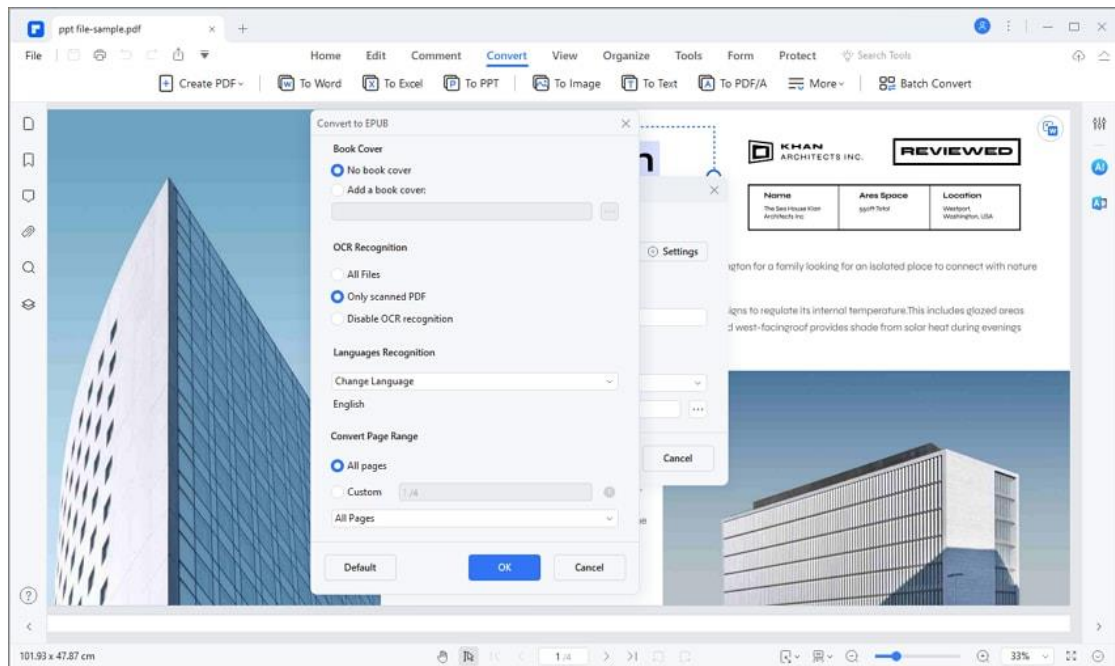 ppt file-sample.pdf
File
Home Edit Comment Convert View Organize Tools Form Protect Search Tools
Create PDF To Word To Excel To PPT To Image To Text To PDF/A More Batch Convert
Convert to EPUB
Book Cover
No book cover
Add a book cover:
OCR Recognition
All Files
Only scanned PDF
Disable OCR recognition
Languages Recognition
Change Language
English
Convert Page Range
All pages
Custom 1 /4
All Pages
Default OK Cancel
Settings
Cancel
KHAN
ARCHITECTS INC.
REVIEWED
Name Ares Space Location
The Sea House Klan
Architects Inc
550ft Total
Westport
Washington, USA
ngton for a family looking for an isolated place to connect with nature
igns to regulate its internal temperature.This includes glazed areas
d west-facingroof provides shade from solar heat during evenings
101.93 x 47.87 cm
1 /4
33%